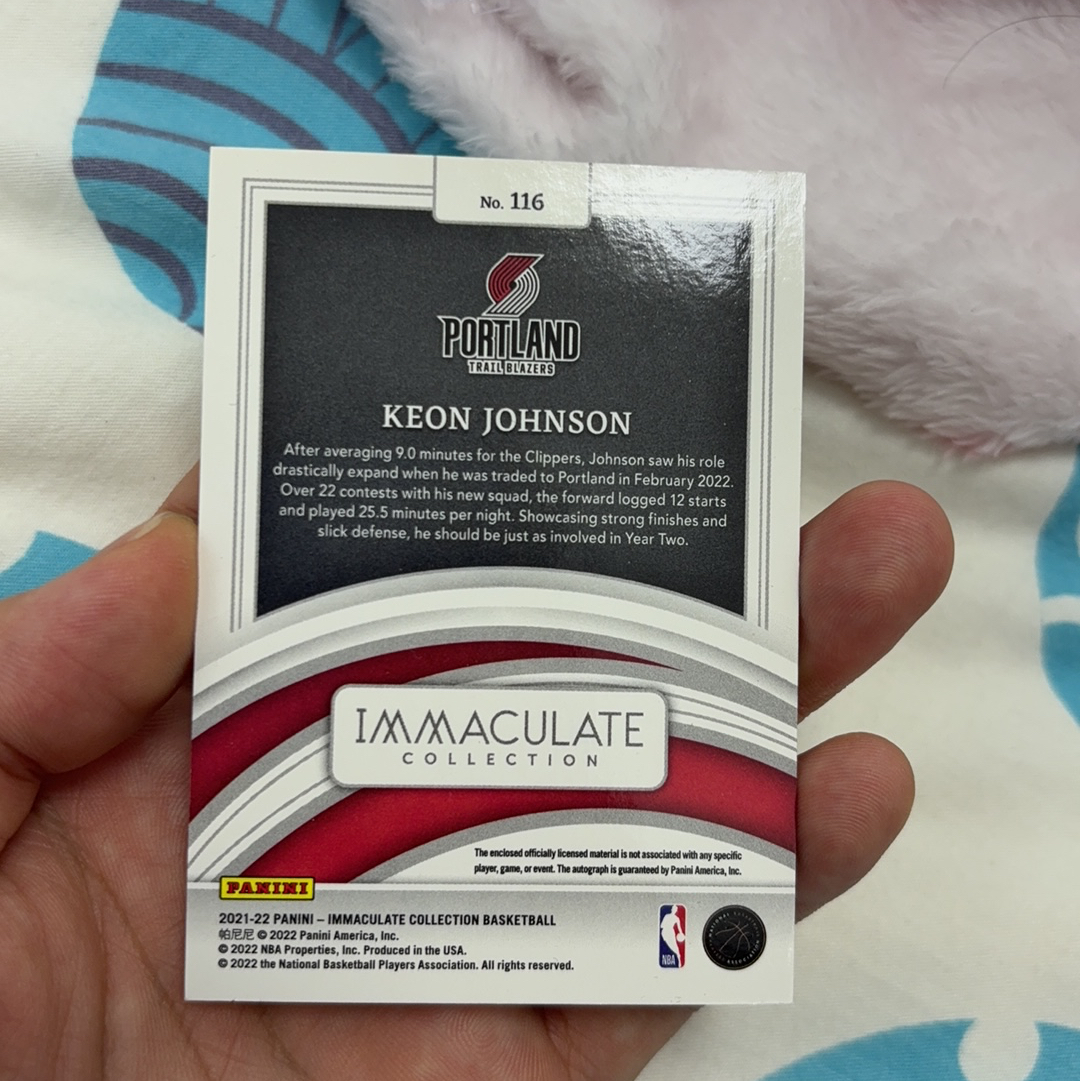 No. 116
PORTLAND
TRAIL BLAZERS
KEON JOHNSON
After averaging 9.0 minutes for the Clippers, Johnson saw his role
drastically expand when he was traded to Portland in February 2022.
Over 22 contests with his new squad, the forward logged 12 starts
and played 25.5 minutes per night. Showcasing strong finishes and
slick defense, he should be just as involved in Year Two.
IMMACULATE
COLLECTION
The enclosed officially licensed material is not associated with any specific
player, game, or event. The autograph is guaranteed by Panini America, Inc.
PANINI
2021-22 PANINI – IMMACULATE COLLECTION BASKETBALL
帕尼尼 © 2022 Panini America, Inc.
© 2022 NBA Properties, Inc. Produced in the USA.
© 2022 the National Basketball Players Association. All rights reserved.
NBA